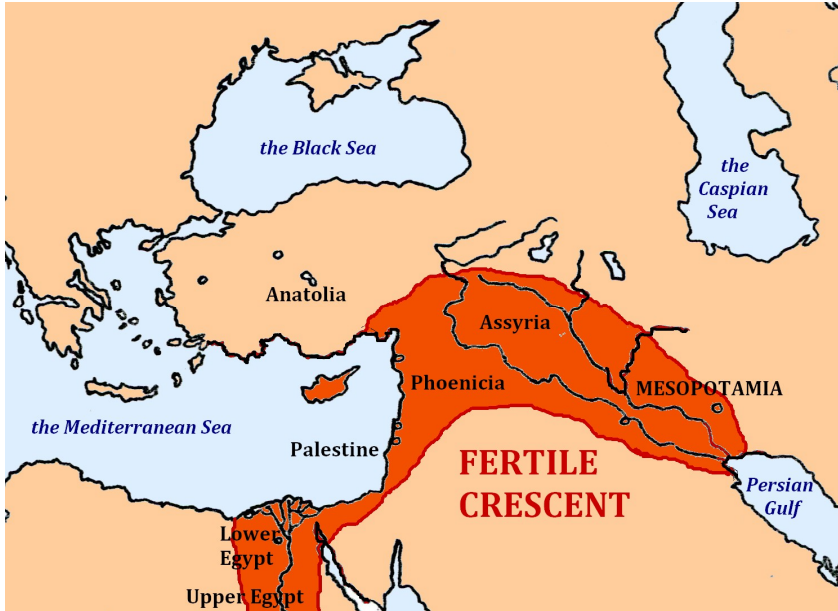 the Black Sea
the
Caspian
Sea
Anatolia
Assyria
Phoenicia
MESOPOTAMIA
the Mediterranean Sea
Palestine
FERTILE
CRESCENT
Persian
Gulf
Lower
Egypt
Upper Egypt